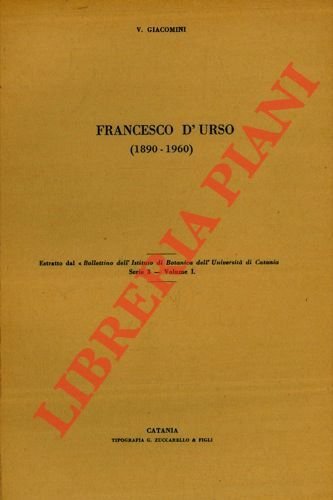 V. GIACOMINI
FRANCESCO D' URSO
(1890 - 1960)
Estratto dal « Bollettino dell' Istituto di Botanica dell' Università di Catania
Serie 3 — Volume I.
CATANIA
TIPOGRAFIA G. ZUCCARELLO & FIGLI
LIBRERIA PIANI